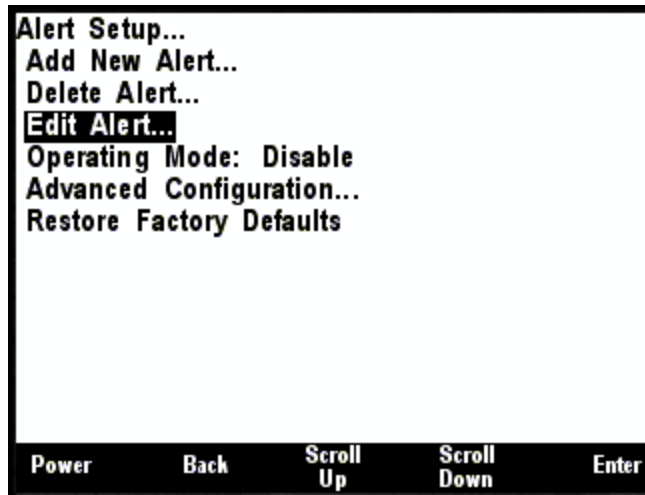 Alert Setup...
Add New Alert...
Delete Alert...
Edit Alert...
Operating Mode: Disable
Advanced Configuration...
Restore Factory Defaults
Power Back Scroll Up Scroll Down Enter